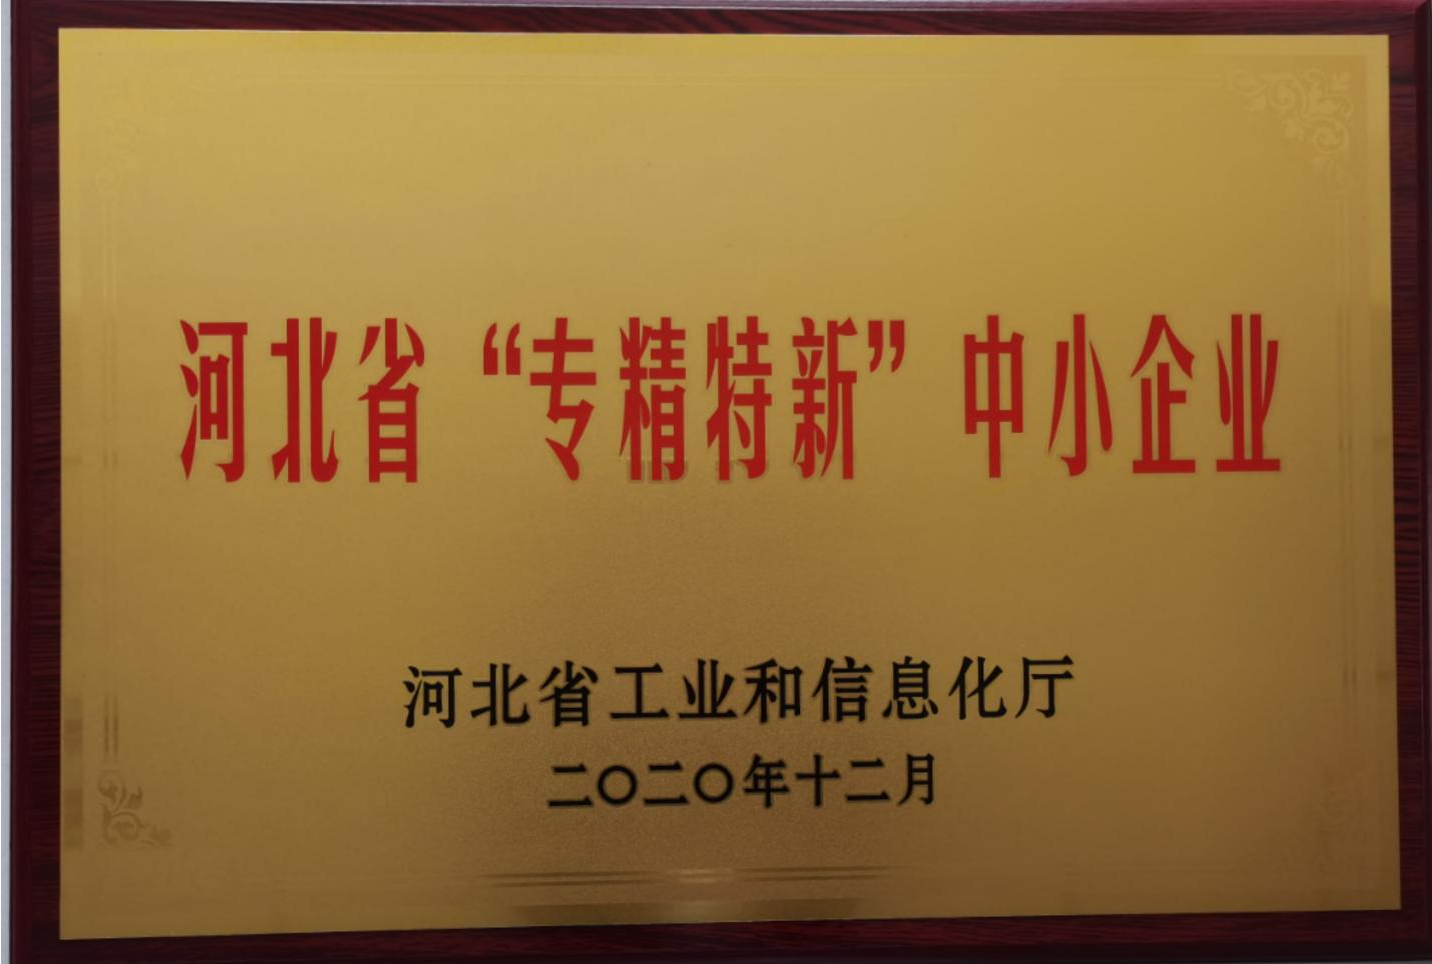 河北省“专精特新”中小企业
河北省工业和信息化厅
二〇二〇年十二月